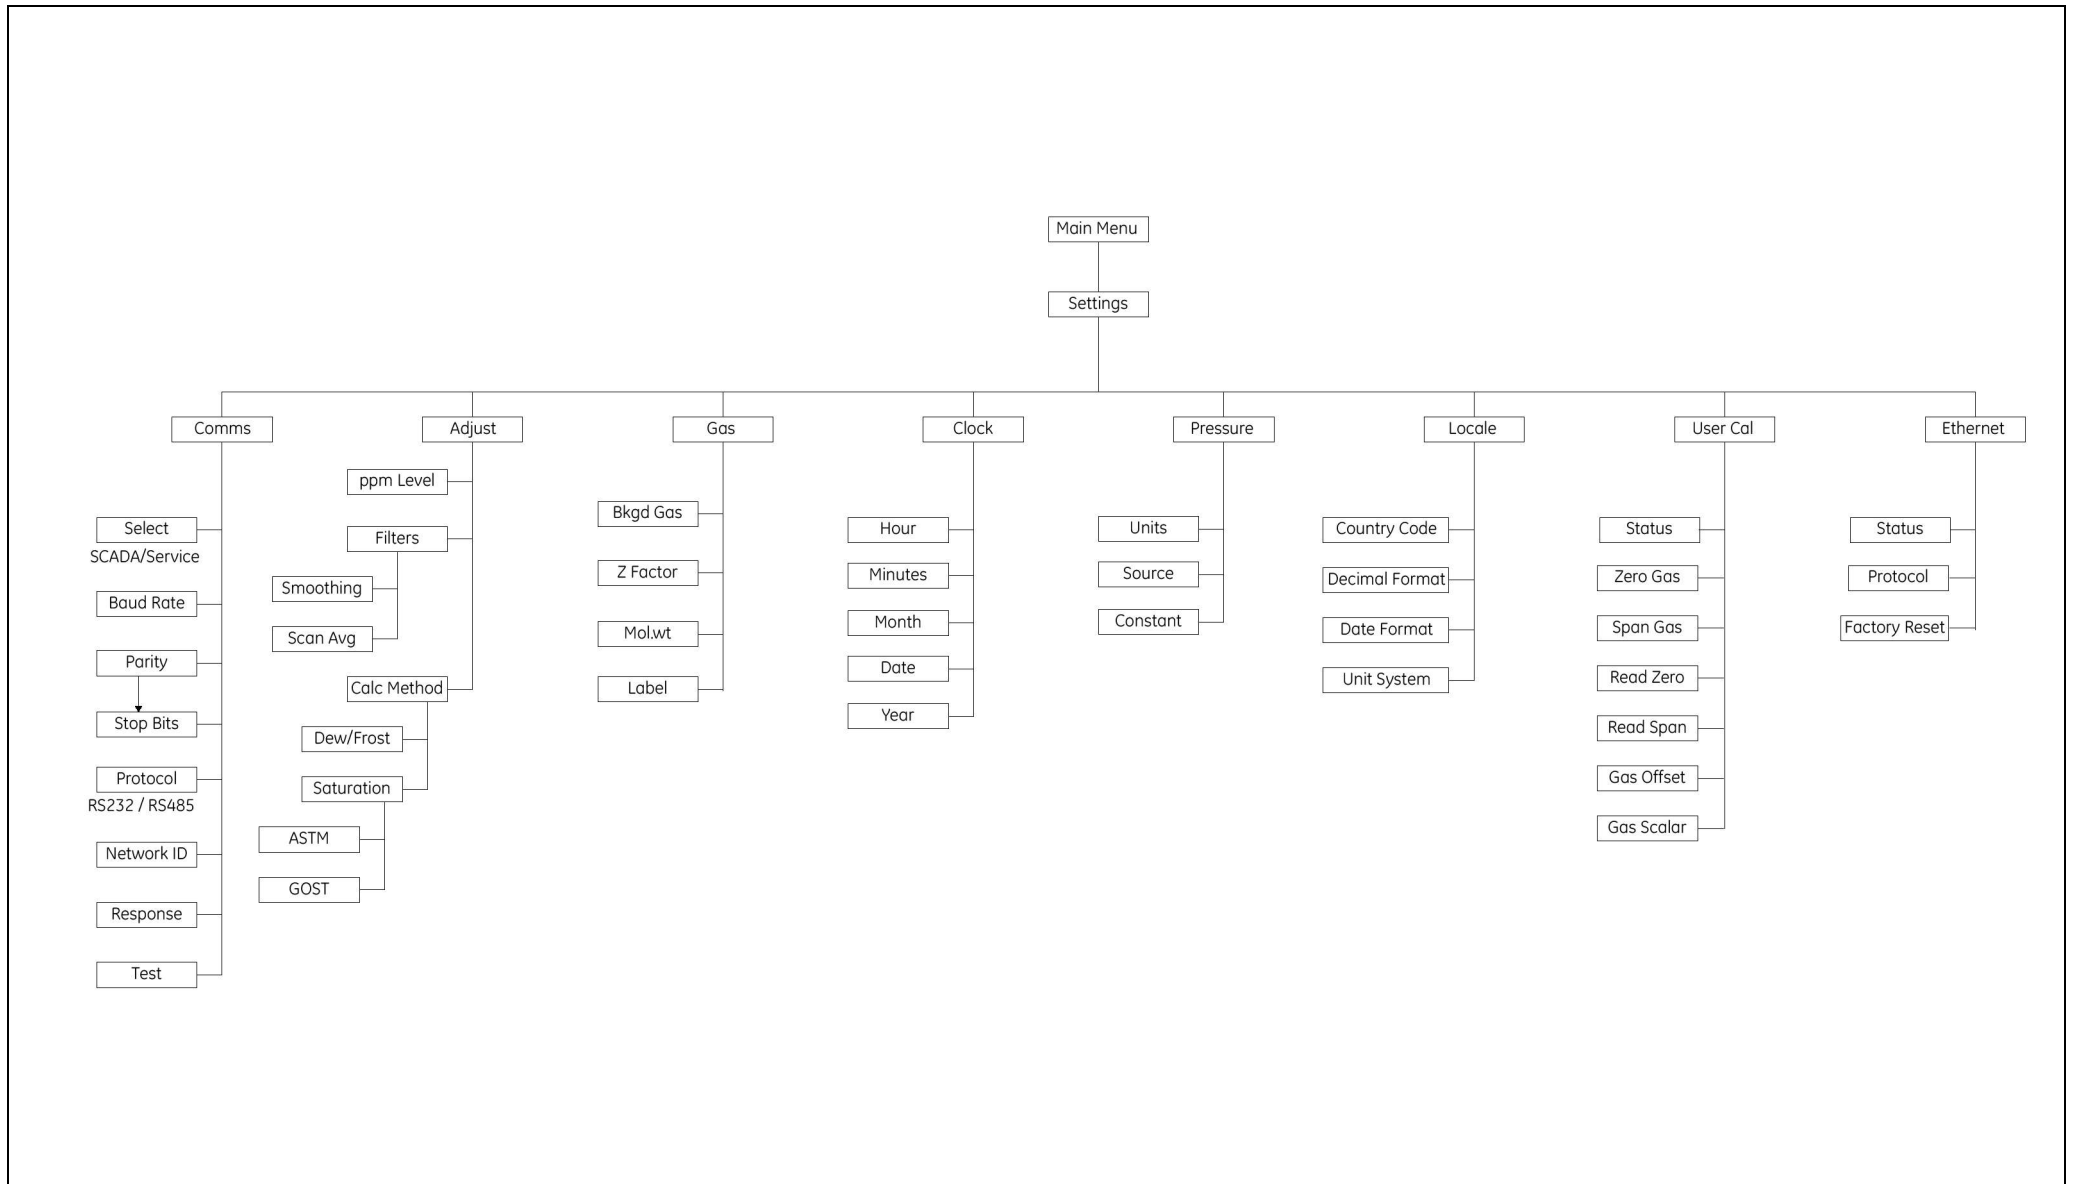 Main Menu
Settings
Comms
Adjust
Gas
Clock
Pressure
Locale
User Cal
Ethernet
Select
SCADA/Service
Baud Rate
Parity
Stop Bits
Protocol
RS232 / RS485
Network ID
Response
Test
ppm Level
Filters
Smoothing
Scan Avg
Calc Method
Dew/Frost
Saturation
ASTM
GOST
Bkgd Gas
Z Factor
Mol.wt
Label
Hour
Minutes
Month
Date
Year
Units
Source
Constant
Country Code
Decimal Format
Date Format
Unit System
Status
Zero Gas
Span Gas
Read Zero
Read Span
Gas Offset
Gas Scalar
Status
Protocol
Factory Reset